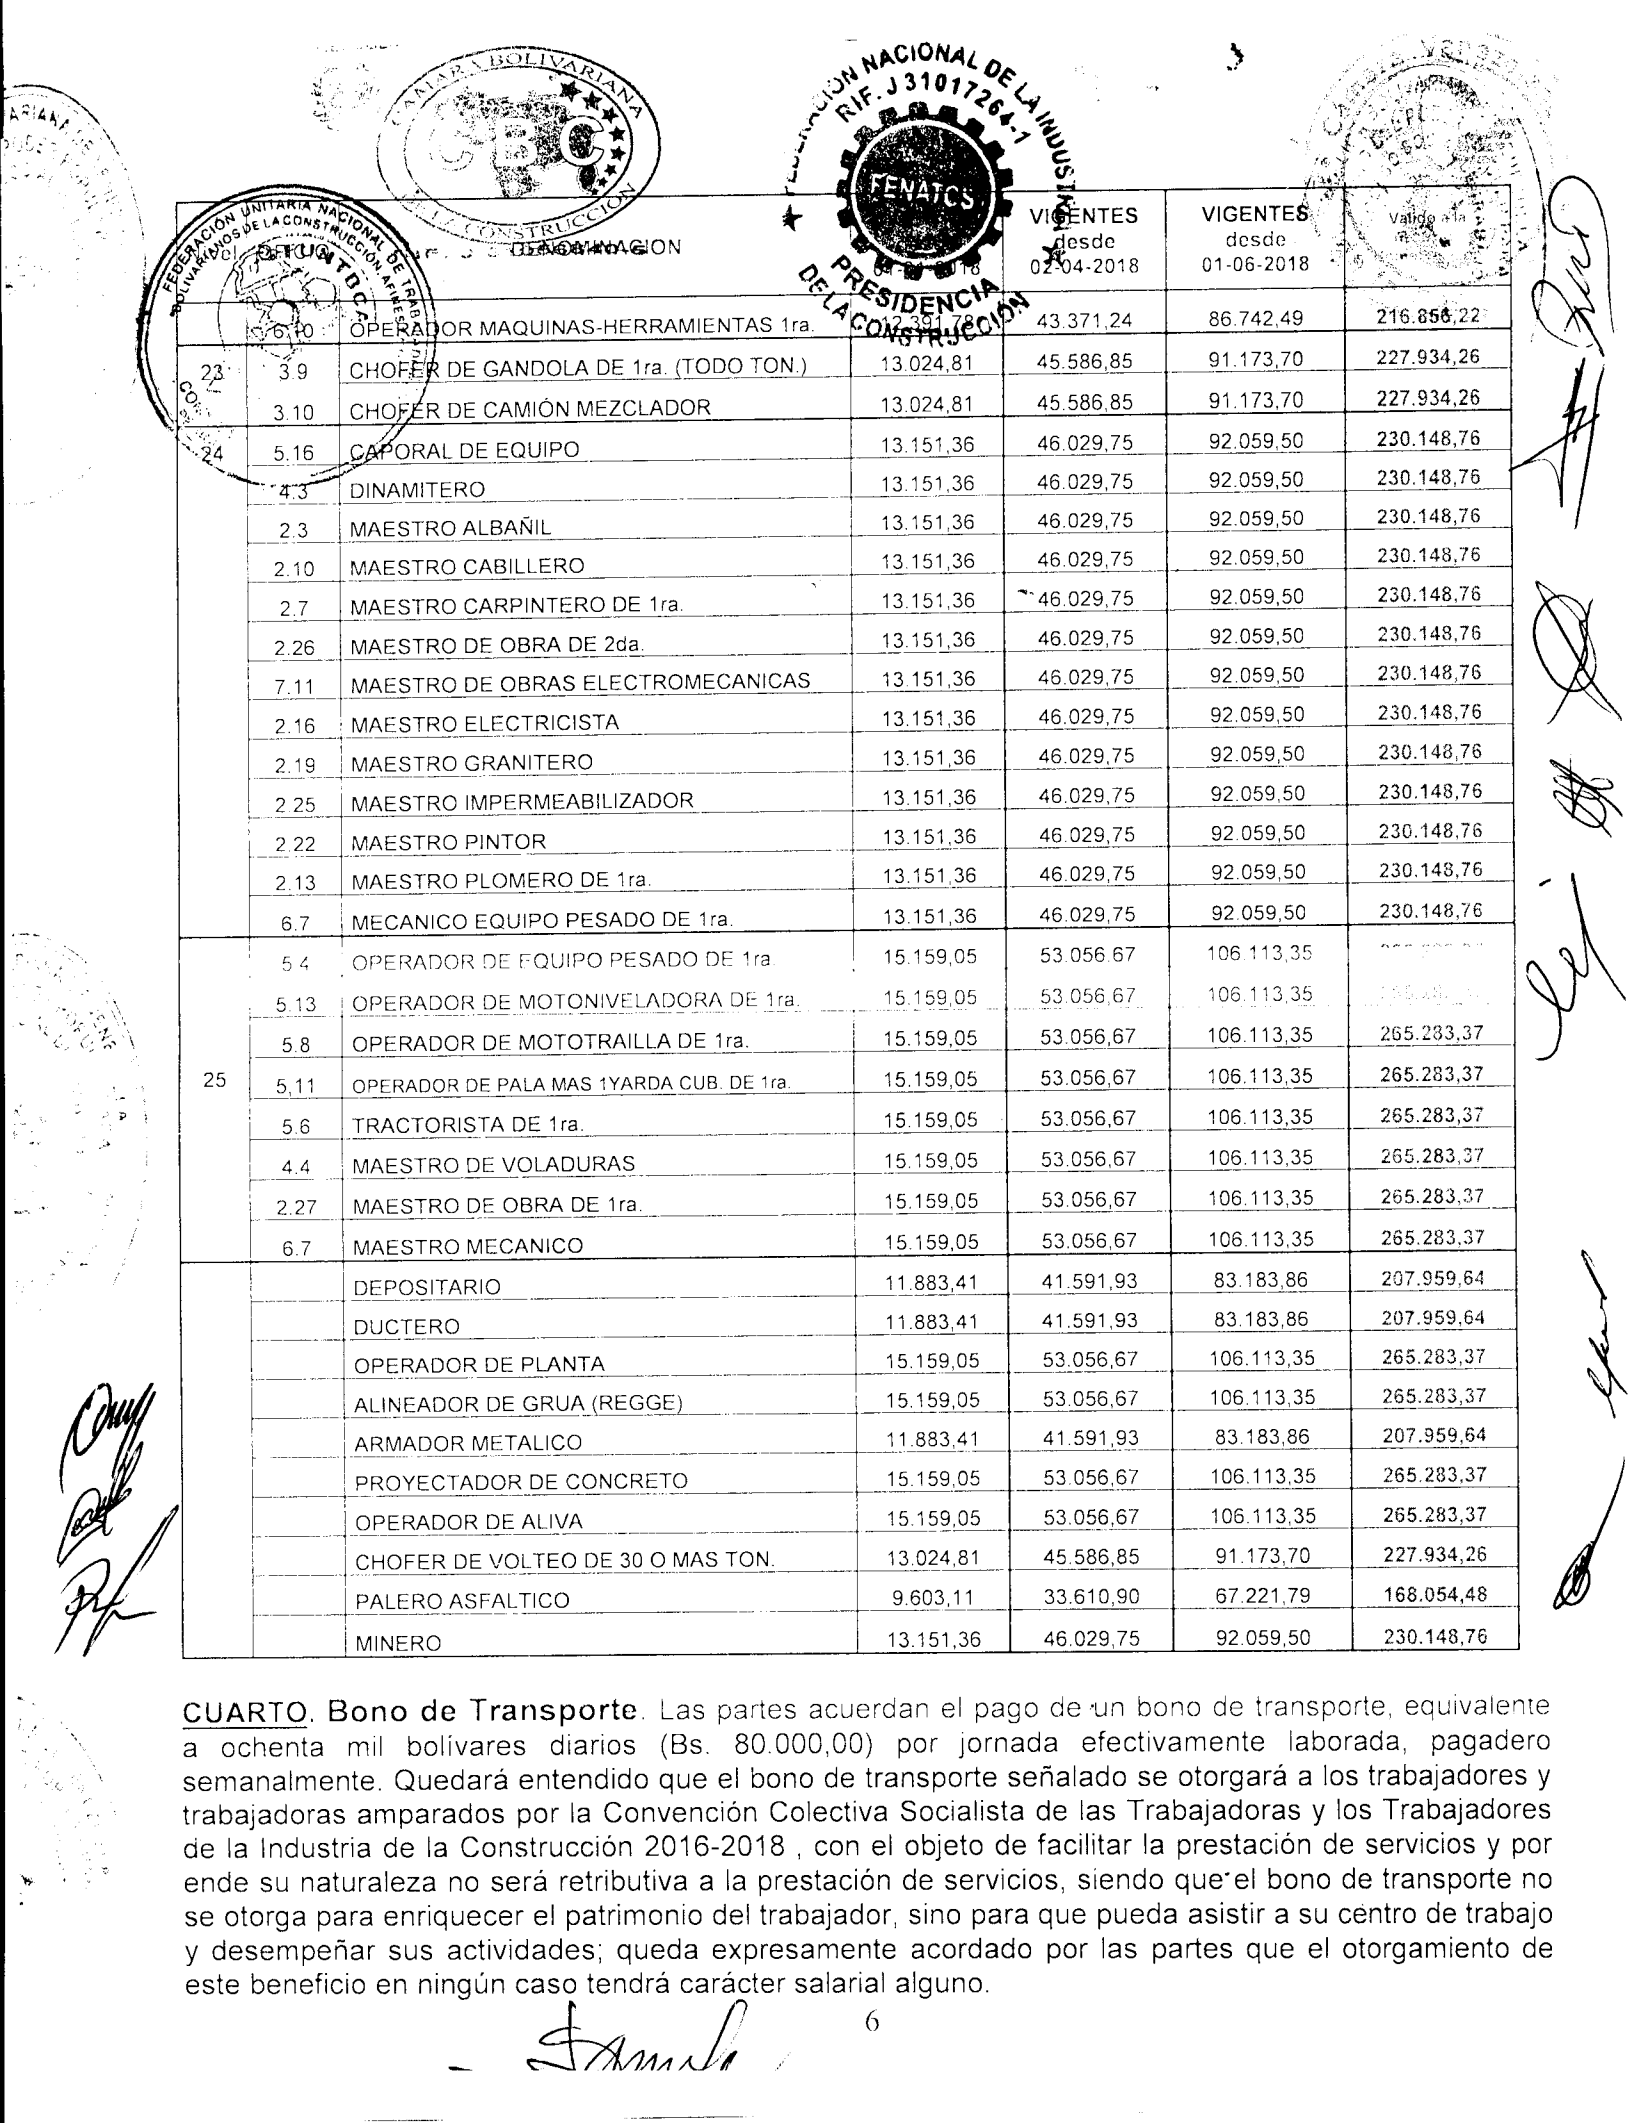 CAMARA BOLIVARIANA
CBC
DE LA CONSTRUCCION
FEDERACION NACIONAL DE LA INDUSTRIA
RIF. J 31017264-1
FENATCS
PRESIDENCIA
DE LA CONSTRUCCIÓN
FEDERACIÓN UNITARIA NACIONAL DE TRAB
BOLIVARIANOS DE LA CONSTRUCCIÓN, AFINES
DENOMINACION VIGENTES desde 02-04-2018 VIGENTES desde 01-06-2018 Valido a la
6.10 OPERADOR MAQUINAS-HERRAMIENTAS 1ra. 12.391,78 43.371,24 86.742,49 216.856,22
23 3.9 CHOFER DE GANDOLA DE 1ra. (TODO TON.) 13.024,81 45.586,85 91.173,70 227.934,26
3.10 CHOFER DE CAMIÓN MEZCLADOR 13.024,81 45.586,85 91.173,70 227.934,26
24 5.16 CAPORAL DE EQUIPO 13.151,36 46.029,75 92.059,50 230.148,76
4.3 DINAMITERO 13.151,36 46.029,75 92.059,50 230.148,76
2.3 MAESTRO ALBAÑIL 13.151,36 46.029,75 92.059,50 230.148,76
2.10 MAESTRO CABILLERO 13.151,36 46.029,75 92.059,50 230.148,76
2.7 MAESTRO CARPINTERO DE 1ra. 13.151,36 46.029,75 92.059,50 230.148,76
2.26 MAESTRO DE OBRA DE 2da. 13.151,36 46.029,75 92.059,50 230.148,76
7.11 MAESTRO DE OBRAS ELECTROMECANICAS 13.151,36 46.029,75 92.059,50 230.148,76
2.16 MAESTRO ELECTRICISTA 13.151,36 46.029,75 92.059,50 230.148,76
2.19 MAESTRO GRANITERO 13.151,36 46.029,75 92.059,50 230.148,76
2.25 MAESTRO IMPERMEABILIZADOR 13.151,36 46.029,75 92.059,50 230.148,76
2.22 MAESTRO PINTOR 13.151,36 46.029,75 92.059,50 230.148,76
2.13 MAESTRO PLOMERO DE 1ra. 13.151,36 46.029,75 92.059,50 230.148,76
6.7 MECANICO EQUIPO PESADO DE 1ra. 13.151,36 46.029,75 92.059,50 230.148,76
5.4 OPERADOR DE EQUIPO PESADO DE 1ra. 15.159,05 53.056,67 106.113,35
5.13 OPERADOR DE MOTONIVELADORA DE 1ra. 15.159,05 53.056,67 106.113,35
5.8 OPERADOR DE MOTOTRAILLA DE 1ra. 15.159,05 53.056,67 106.113,35 265.283,37
25 5,11 OPERADOR DE PALA MAS 1YARDA CUB. DE 1ra. 15.159,05 53.056,67 106.113,35 265.283,37
5.6 TRACTORISTA DE 1ra. 15.159,05 53.056,67 106.113,35 265.283,37
4.4 MAESTRO DE VOLADURAS 15.159,05 53.056,67 106.113,35 265.283,37
2.27 MAESTRO DE OBRA DE 1ra. 15.159,05 53.056,67 106.113,35 265.283,37
6.7 MAESTRO MECANICO 15.159,05 53.056,67 106.113,35 265.283,37
DEPOSITARIO 11.883,41 41.591,93 83.183,86 207.959,64
DUCTERO 11.883,41 41.591,93 83.183,86 207.959,64
OPERADOR DE PLANTA 15.159,05 53.056,67 106.113,35 265.283,37
ALINEADOR DE GRUA (REGGE) 15.159,05 53.056,67 106.113,35 265.283,37
ARMADOR METALICO 11.883,41 41.591,93 83.183,86 207.959,64
PROYECTADOR DE CONCRETO 15.159,05 53.056,67 106.113,35 265.283,37
OPERADOR DE ALIVA 15.159,05 53.056,67 106.113,35 265.283,37
CHOFER DE VOLTEO DE 30 O MAS TON. 13.024,81 45.586,85 91.173,70 227.934,26
PALERO ASFALTICO 9.603,11 33.610,90 67.221,79 168.054,48
MINERO 13.151,36 46.029,75 92.059,50 230.148,76
CUARTO. Bono de Transporte. Las partes acuerdan el pago de un bono de transporte, equivalente
a ochenta mil bolívares diarios (Bs. 80.000,00) por jornada efectivamente laborada, pagadero
semanalmente. Quedará entendido que el bono de transporte señalado se otorgará a los trabajadores y
trabajadoras amparados por la Convención Colectiva Socialista de las Trabajadoras y los Trabajadores
de la Industria de la Construcción 2016-2018 , con el objeto de facilitar la prestación de servicios y por
ende su naturaleza no será retributiva a la prestación de servicios, siendo que el bono de transporte no
se otorga para enriquecer el patrimonio del trabajador, sino para que pueda asistir a su centro de trabajo
y desempeñar sus actividades; queda expresamente acordado por las partes que el otorgamiento de
este beneficio en ningún caso tendrá carácter salarial alguno.
6